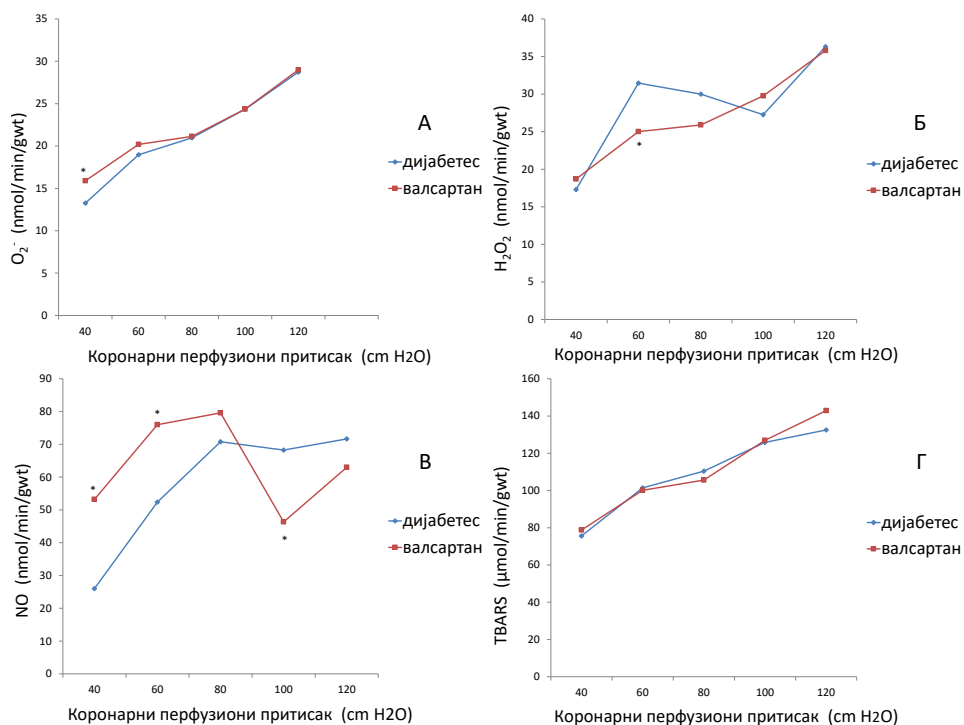 35
30
25
20
15
10
5
0
O₂⁻ (nmol/min/gwt)
*
А
дијабетес
валсартан
40 60 80 100 120
Коронарни перфузиони притисак (cm H2O)
40
35
30
25
20
15
10
5
0
H₂O₂ (nmol/min/gwt)
*
Б
дијабетес
валсартан
40 60 80 100 120
Коронарни перфузиони притисак (cm H2O)
90
80
70
60
50
40
30
20
10
0
NO (nmol/min/gwt)
*
*
*
В
дијабетес
валсартан
40 60 80 100 120
Коронарни перфузиони притисак (cm H2O)
160
140
120
100
80
60
40
20
0
TBARS (μmol/min/gwt)
Г
дијабетес
валсартан
40 60 80 100 120
Коронарни перфузиони притисак (cm H2O)